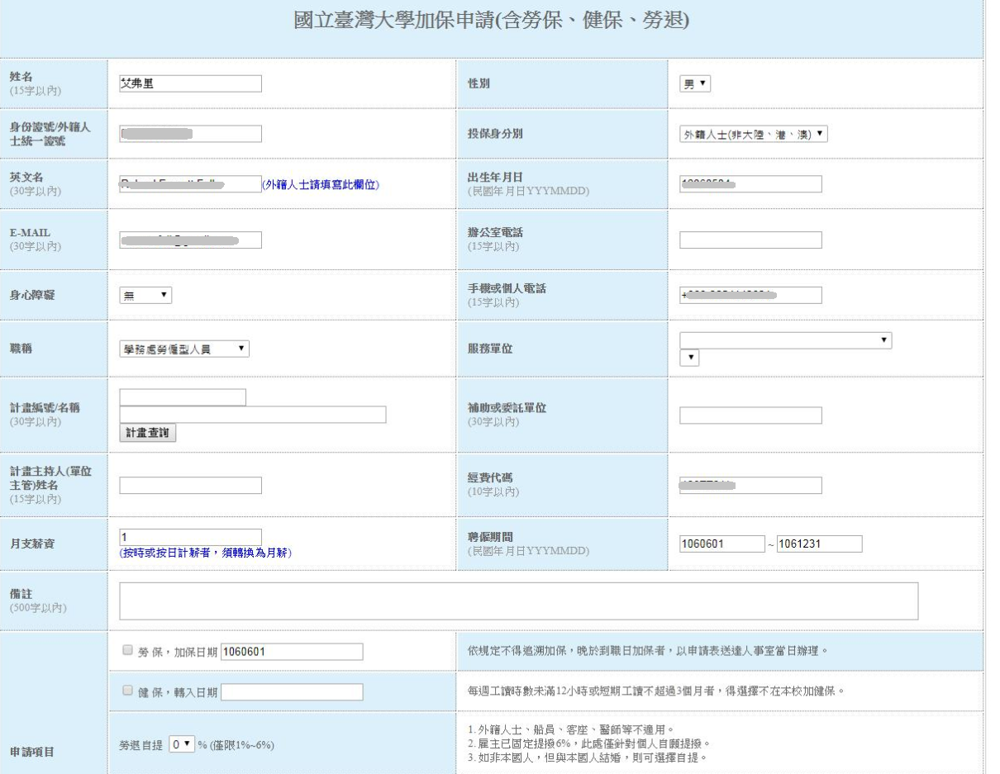 國立臺灣大學加保申請(含勞保、健保、勞退)
姓名
(15字以內)
艾弗里
性別
男
身份證號/外籍人
士統一證號
投保身分別
外籍人士(非大陸、港、澳)
英文名
(30字以內)
(外籍人士請填寫此欄位)
出生年月日
(民國年月日YYYMMDD)
E-MAIL
(30字以內)
辦公室電話
(15字以內)
身心障礙
無
手機或個人電話
(15字以內)
職稱
學務處勞僱型人員
服務單位
計畫編號/名稱
(30字以內)
計畫查詢
補助或委託單位
(30字以內)
計畫主持人(單位
主管)姓名
(15字以內)
經費代碼
(10字以內)
月支薪資
1
(按時或按日計薪者，須轉換為月薪)
聘僱期間
(民國年月日YYYMMDD)
1060601 ~ 1061231
備註
(500字以內)
申請項目
勞保，加保日期 1060601
依規定不得追溯加保，晚於到職日加保者，以申請表送達人事室當日辦理。
健保，轉入日期
每週工讀時數未滿12小時或短期工讀不超過3個月者，得選擇不在本校加健保。
勞退自提 0 % (僅限1%~6%)
1. 外籍人士、船員、客座、醫師等不適用。
2. 雇主已固定提撥6%，此處僅針對個人自願提撥。
3. 如非本國人，但與本國人結婚，則可選擇自提。